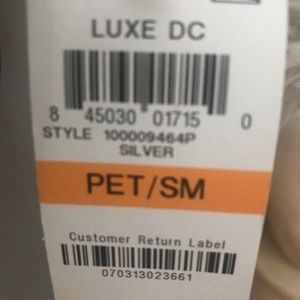 LUXE DC
8 45030 01715 0
STYLE 100009464P
SILVER
PET/SM
Customer Return Label
070313023661